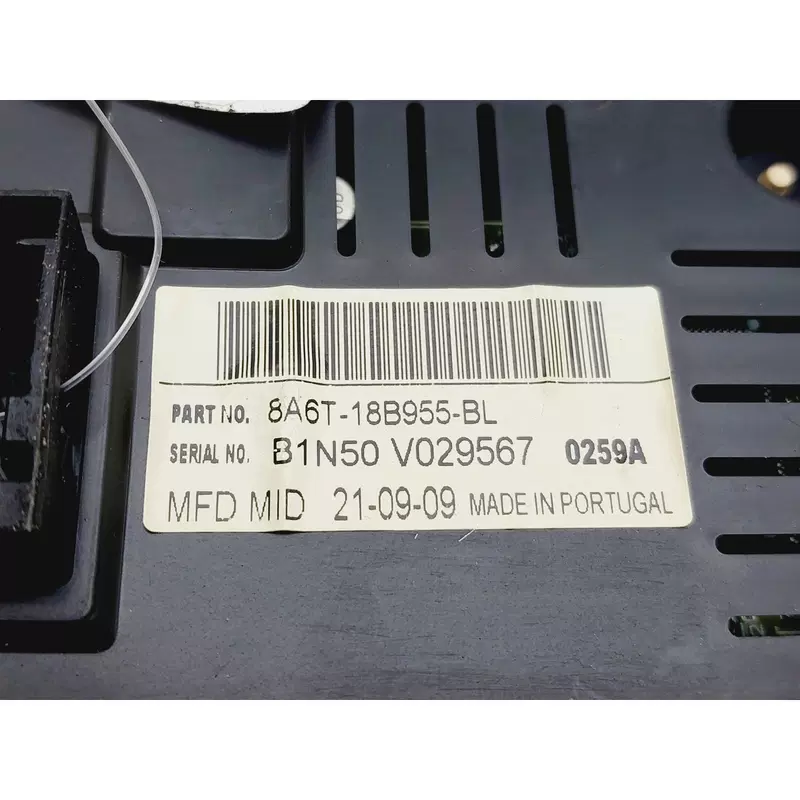 PART NO. 8A6T-18B955-BL
SERIAL NO. B1N50 V029567 0259A
MFD MID 21-09-09 MADE IN PORTUGAL